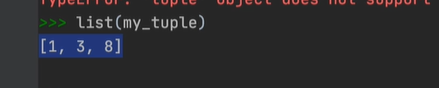 TypeError: 'tuple' object does not support
>>> list(my_tuple)
[1, 3, 8]